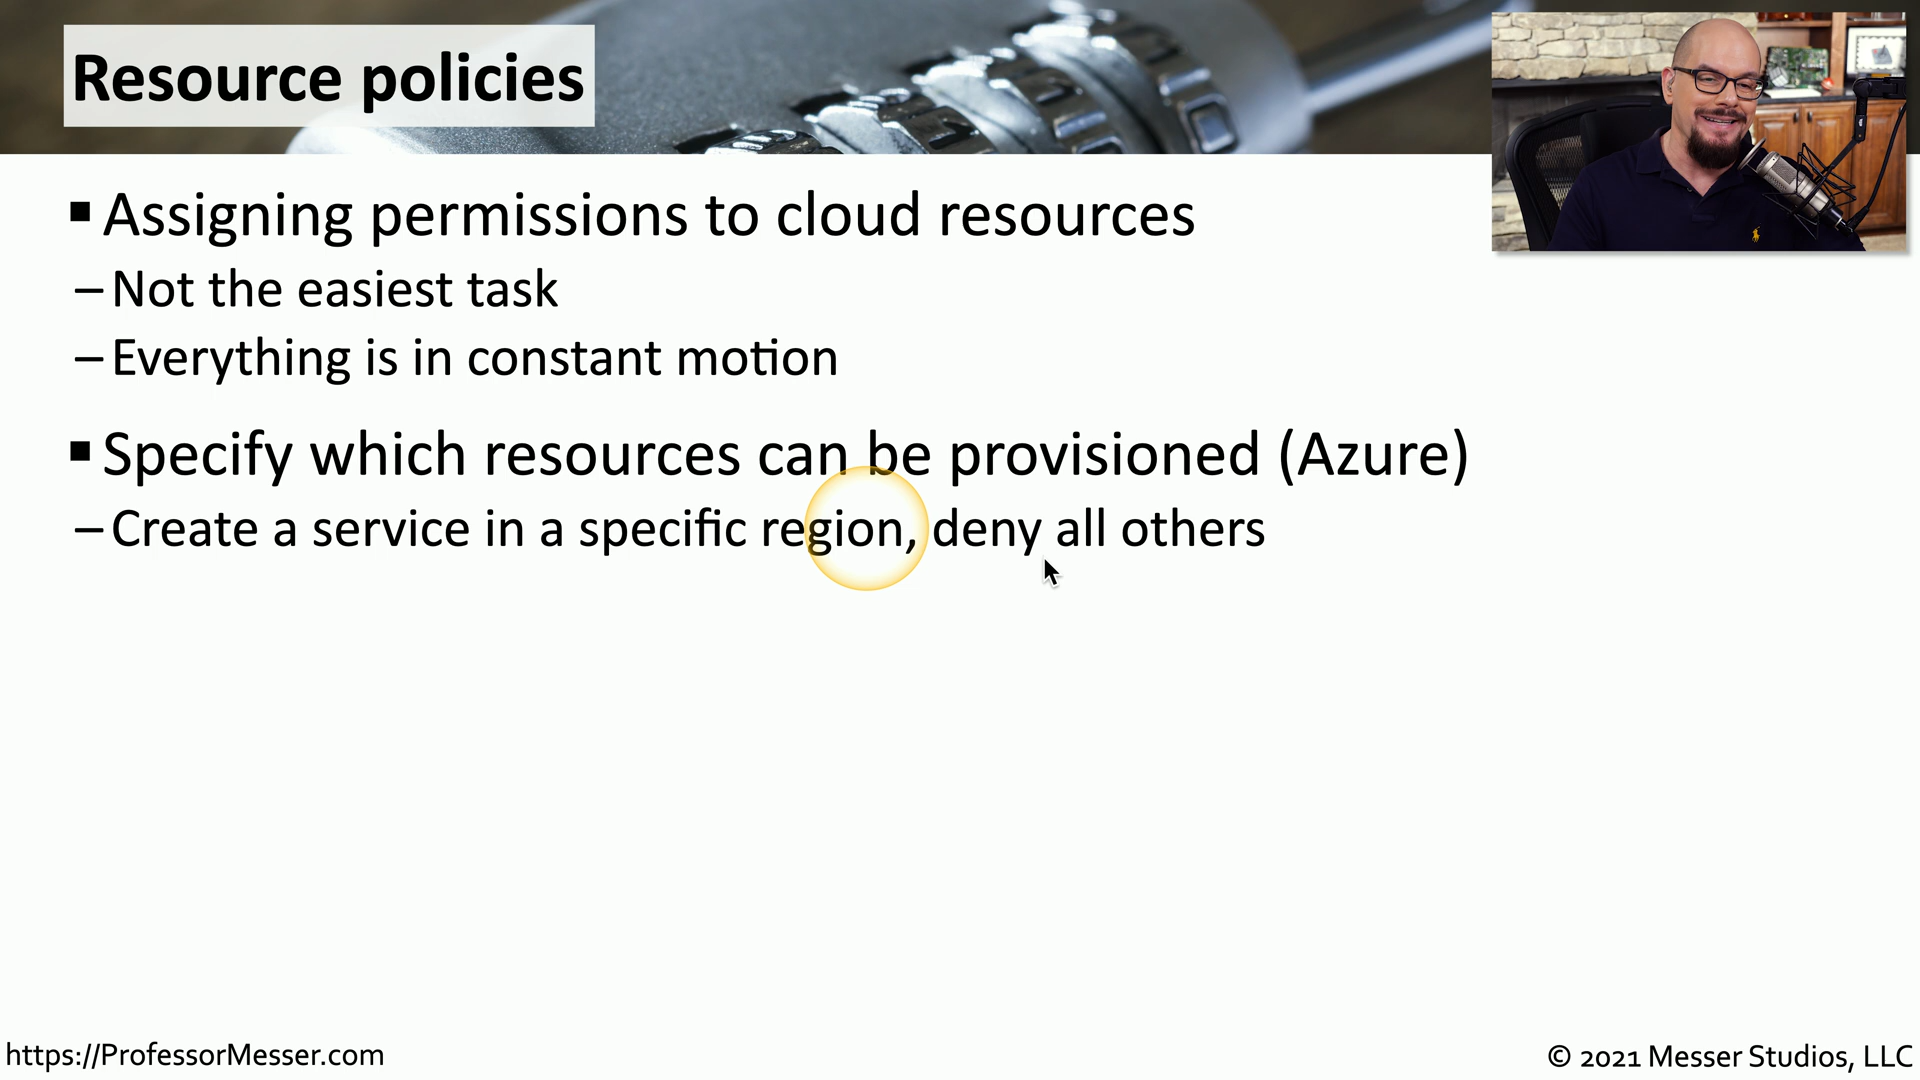 Resource policies
Assigning permissions to cloud resources
– Not the easiest task
– Everything is in constant motion
Specify which resources can be provisioned (Azure)
– Create a service in a specific region, deny all others
https://ProfessorMesser.com
© 2021 Messer Studios, LLC